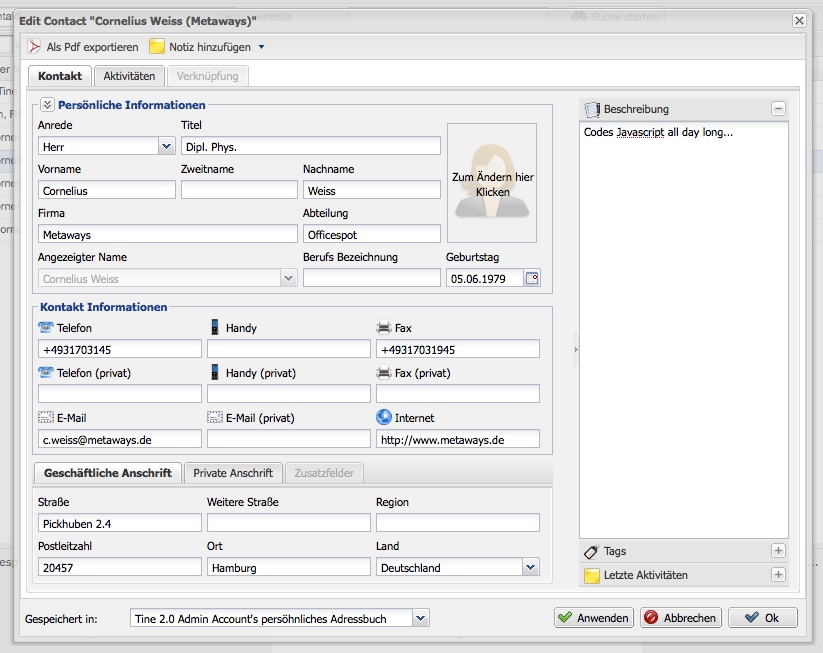 Edit Contact "Cornelius Weiss (Metaways)"
Suche starten
Als Pdf exportieren Notiz hinzufügen
Kontakt Aktivitäten Verknüpfung
Persönliche Informationen
Anrede Titel
Herr Dipl. Phys.
Vorname Zweitname Nachname
Cornelius Weiss
Zum Ändern hier
Klicken
Firma Abteilung
Metaways Officespot
Angezeigter Name Berufs Bezeichnung Geburtstag
Cornelius Weiss 05.06.1979
Kontakt Informationen
Telefon Handy Fax
+4931703145 +49317031945
Telefon (privat) Handy (privat) Fax (privat)
E-Mail E-Mail (privat) Internet
c.weiss@metaways.de http://www.metaways.de
Geschäftliche Anschrift Private Anschrift Zusatzfelder
Straße Weitere Straße Region
Pickhuben 2.4
Postleitzahl Ort Land
20457 Hamburg Deutschland
Beschreibung
Codes Javascript all day long...
Tags
Letzte Aktivitäten
Gespeichert in: Tine 2.0 Admin Account's persöhnliches Adressbuch Anwenden Abbrechen Ok